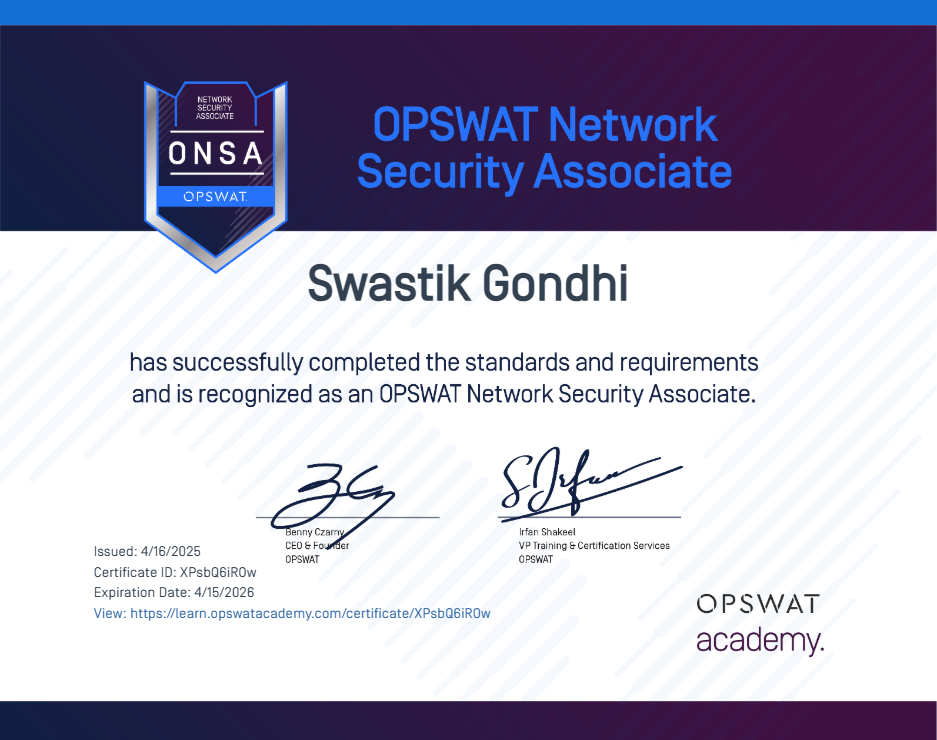 NETWORK
SECURITY
ASSOCIATE
ONSA
OPSWAT.
OPSWAT Network
Security Associate
Swastik Gondhi
has successfully completed the standards and requirements
and is recognized as an OPSWAT Network Security Associate.
Benny Czarny
CEO & Founder
OPSWAT
Irfan Shakeel
VP Training & Certification Services
OPSWAT
Issued: 4/16/2025
Certificate ID: XPsbQ6iR0w
Expiration Date: 4/15/2026
View: https://learn.opswatacademy.com/certificate/XPsbQ6iR0w
OPSWAT
academy.